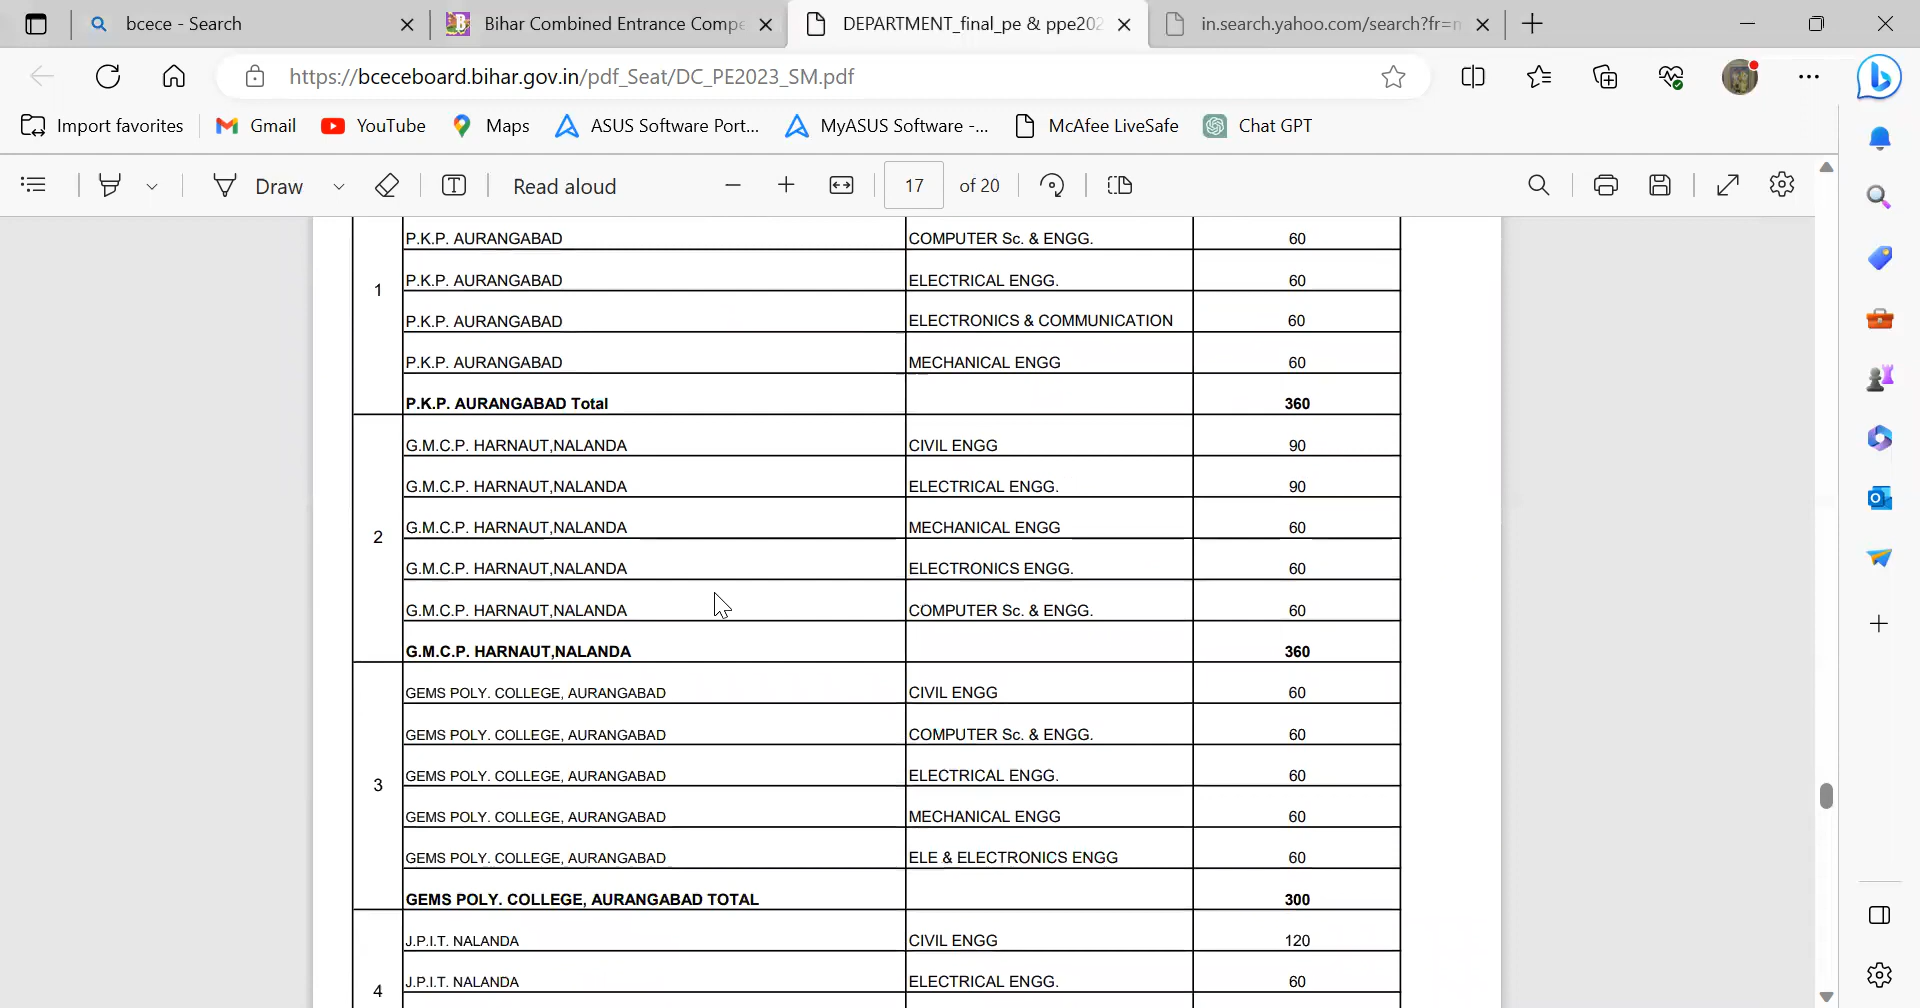 bcece - Search
Bihar Combined Entrance Compe
DEPARTMENT_final_pe & ppe202
in.search.yahoo.com/search?fr=
https://bceceboard.bihar.gov.in/pdf_Seat/DC_PE2023_SM.pdf
Import favorites
Gmail
YouTube
Maps
ASUS Software Port...
MyASUS Software -...
McAfee LiveSafe
Chat GPT
Draw
Read aloud
17 of 20
P.K.P. AURANGABAD COMPUTER Sc. & ENGG. 60
1
P.K.P. AURANGABAD ELECTRICAL ENGG. 60
P.K.P. AURANGABAD ELECTRONICS & COMMUNICATION 60
P.K.P. AURANGABAD MECHANICAL ENGG 60
P.K.P. AURANGABAD Total 360
G.M.C.P. HARNAUT,NALANDA CIVIL ENGG 90
G.M.C.P. HARNAUT,NALANDA ELECTRICAL ENGG. 90
2
G.M.C.P. HARNAUT,NALANDA MECHANICAL ENGG 60
G.M.C.P. HARNAUT,NALANDA ELECTRONICS ENGG. 60
G.M.C.P. HARNAUT,NALANDA COMPUTER Sc. & ENGG. 60
G.M.C.P. HARNAUT,NALANDA 360
GEMS POLY. COLLEGE, AURANGABAD CIVIL ENGG 60
GEMS POLY. COLLEGE, AURANGABAD COMPUTER Sc. & ENGG. 60
3
GEMS POLY. COLLEGE, AURANGABAD ELECTRICAL ENGG. 60
GEMS POLY. COLLEGE, AURANGABAD MECHANICAL ENGG 60
GEMS POLY. COLLEGE, AURANGABAD ELE & ELECTRONICS ENGG 60
GEMS POLY. COLLEGE, AURANGABAD TOTAL 300
J.P.I.T. NALANDA CIVIL ENGG 120
4
J.P.I.T. NALANDA ELECTRICAL ENGG. 60